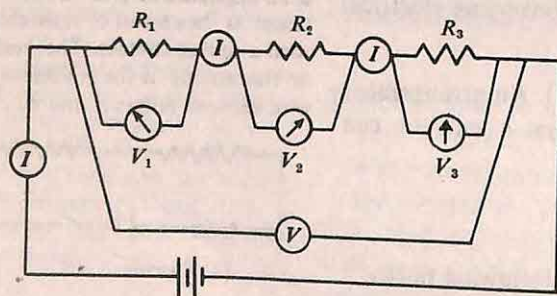 R₁ R₂ R₃
I I
V₁ V₂ V₃
I
V